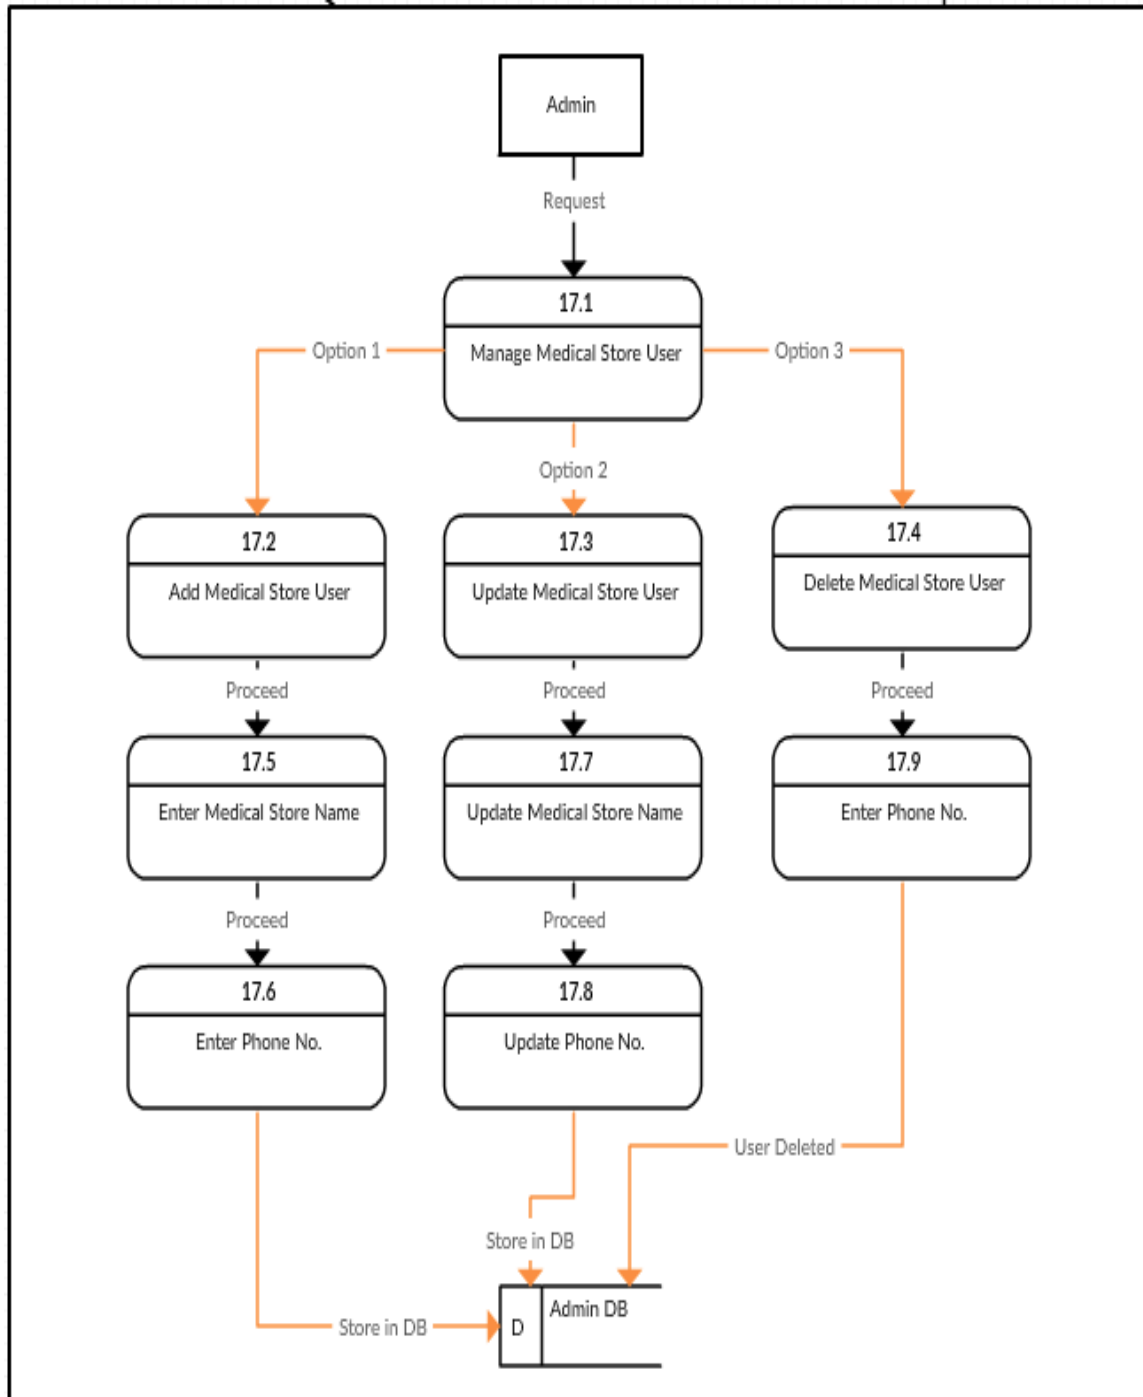 Admin
Request
17.1
Manage Medical Store User
Option 1
Option 3
Option 2
17.2
Add Medical Store User
17.3
Update Medical Store User
17.4
Delete Medical Store User
Proceed
Proceed
Proceed
17.5
Enter Medical Store Name
17.7
Update Medical Store Name
17.9
Enter Phone No.
Proceed
Proceed
17.6
Enter Phone No.
17.8
Update Phone No.
User Deleted
Store in DB
Store in DB
D
Admin DB